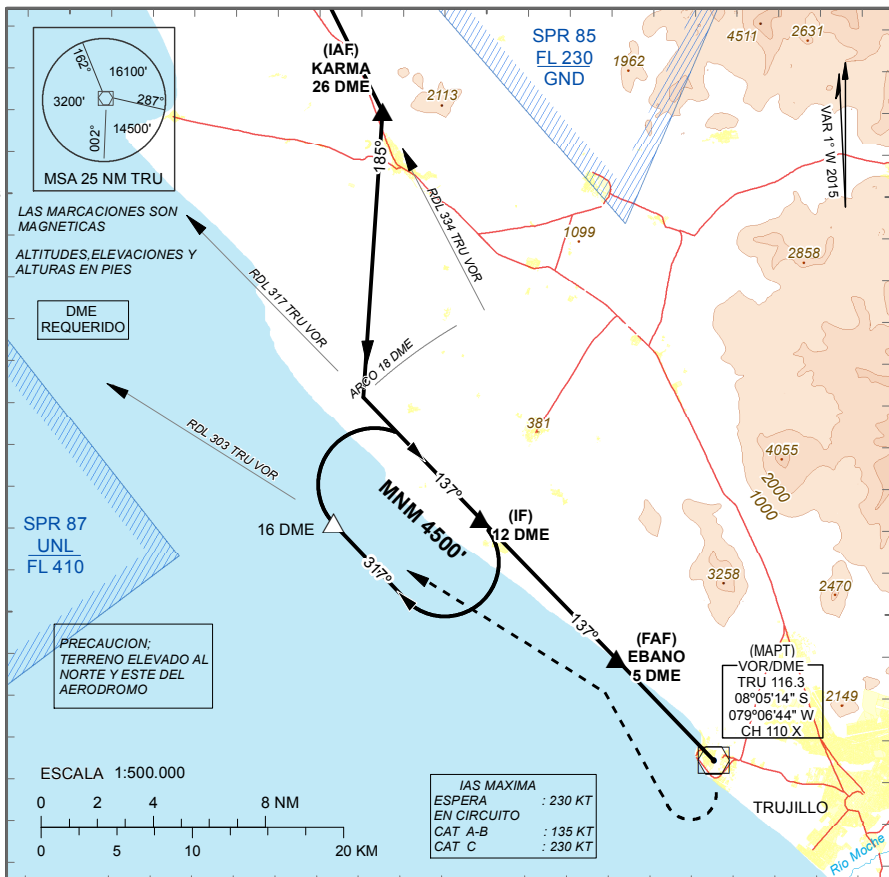 162°
16100'
3200'
287°
002°
14500'
MSA 25 NM TRU
LAS MARCACIONES SON
MAGNETICAS
ALTITUDES,ELEVACIONES Y
ALTURAS EN PIES
DME
REQUERIDO
(IAF)
KARMA
26 DME
2113
185°
SPR 85
FL 230
GND
1962
4511
2631
VAR 1° W 2015
RDL 334 TRU VOR
1099
2858
RDL 317 TRU VOR
ARCO 18 DME
RDL 303 TRU VOR
381
4055
2000
1000
137°
MNM 4500'
(IF)
12 DME
16 DME
317°
SPR 87
UNL
FL 410
3258
2470
137°
(FAF)
EBANO
5 DME
PRECAUCION;
TERRENO ELEVADO AL
NORTE Y ESTE DEL
AERODROMO
(MAPT)
VOR/DME
TRU 116.3
08°05'14" S
079°06'44" W
CH 110 X
2149
ESCALA 1:500.000
0 2 4 8 NM
0 5 10 20 KM
IAS MAXIMA
ESPERA : 230 KT
EN CIRCUITO
CAT A-B : 135 KT
CAT C : 230 KT
TRUJILLO
Río Moche